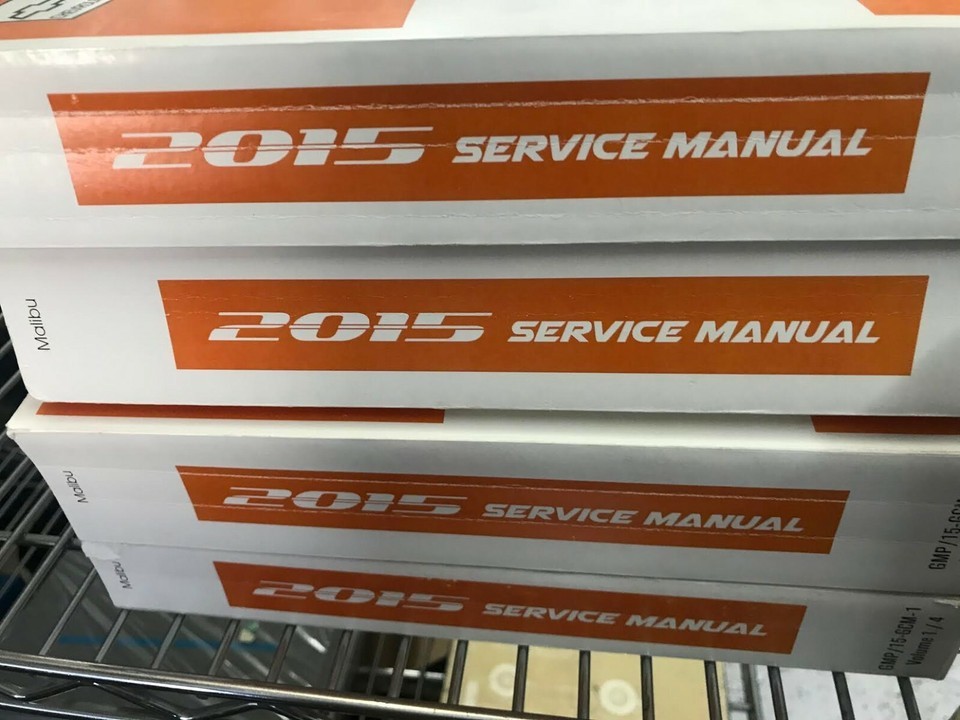 2015 SERVICE MANUAL
Malibu
2015 SERVICE MANUAL
Malibu
2015 SERVICE MANUAL
Malibu
2015 SERVICE MANUAL
GMP/15-GCM-1
Volume 1/4